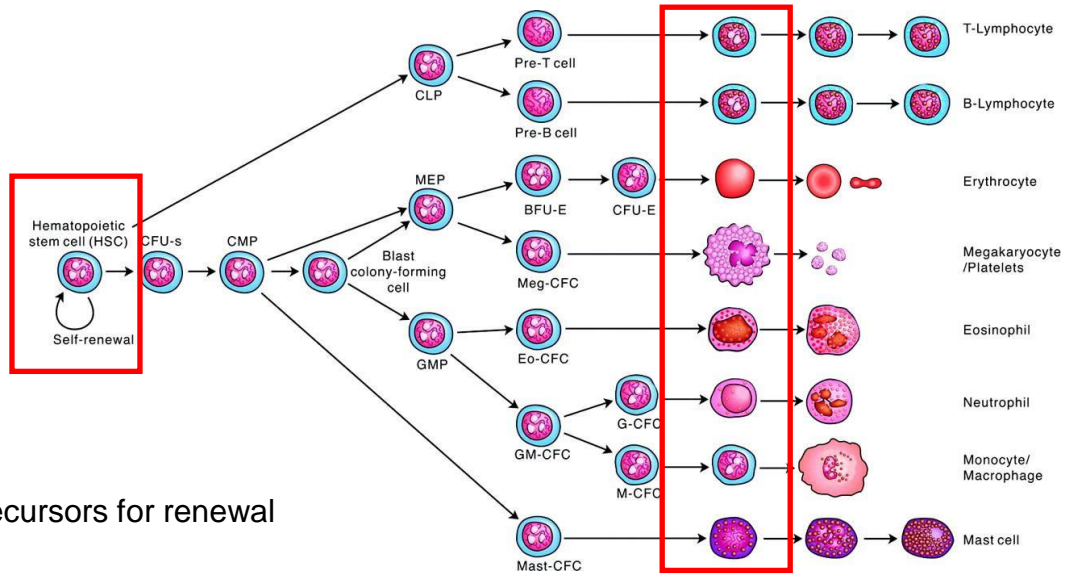 T-Lymphocyte
Pre-T cell
CLP
B-Lymphocyte
Pre-B cell
MEP
Erythrocyte
BFU-E
CFU-E
Hematopoietic
stem cell (HSC)
CFU-s
CMP
Blast
colony-forming
cell
Meg-CFC
Megakaryocyte
/Platelets
Self-renewal
Eosinophil
GMP
Eo-CFC
Neutrophil
G-CFC
GM-CFC
Monocyte/
Macrophage
M-CFC
ecursors for renewal
Mast cell
Mast-CFC